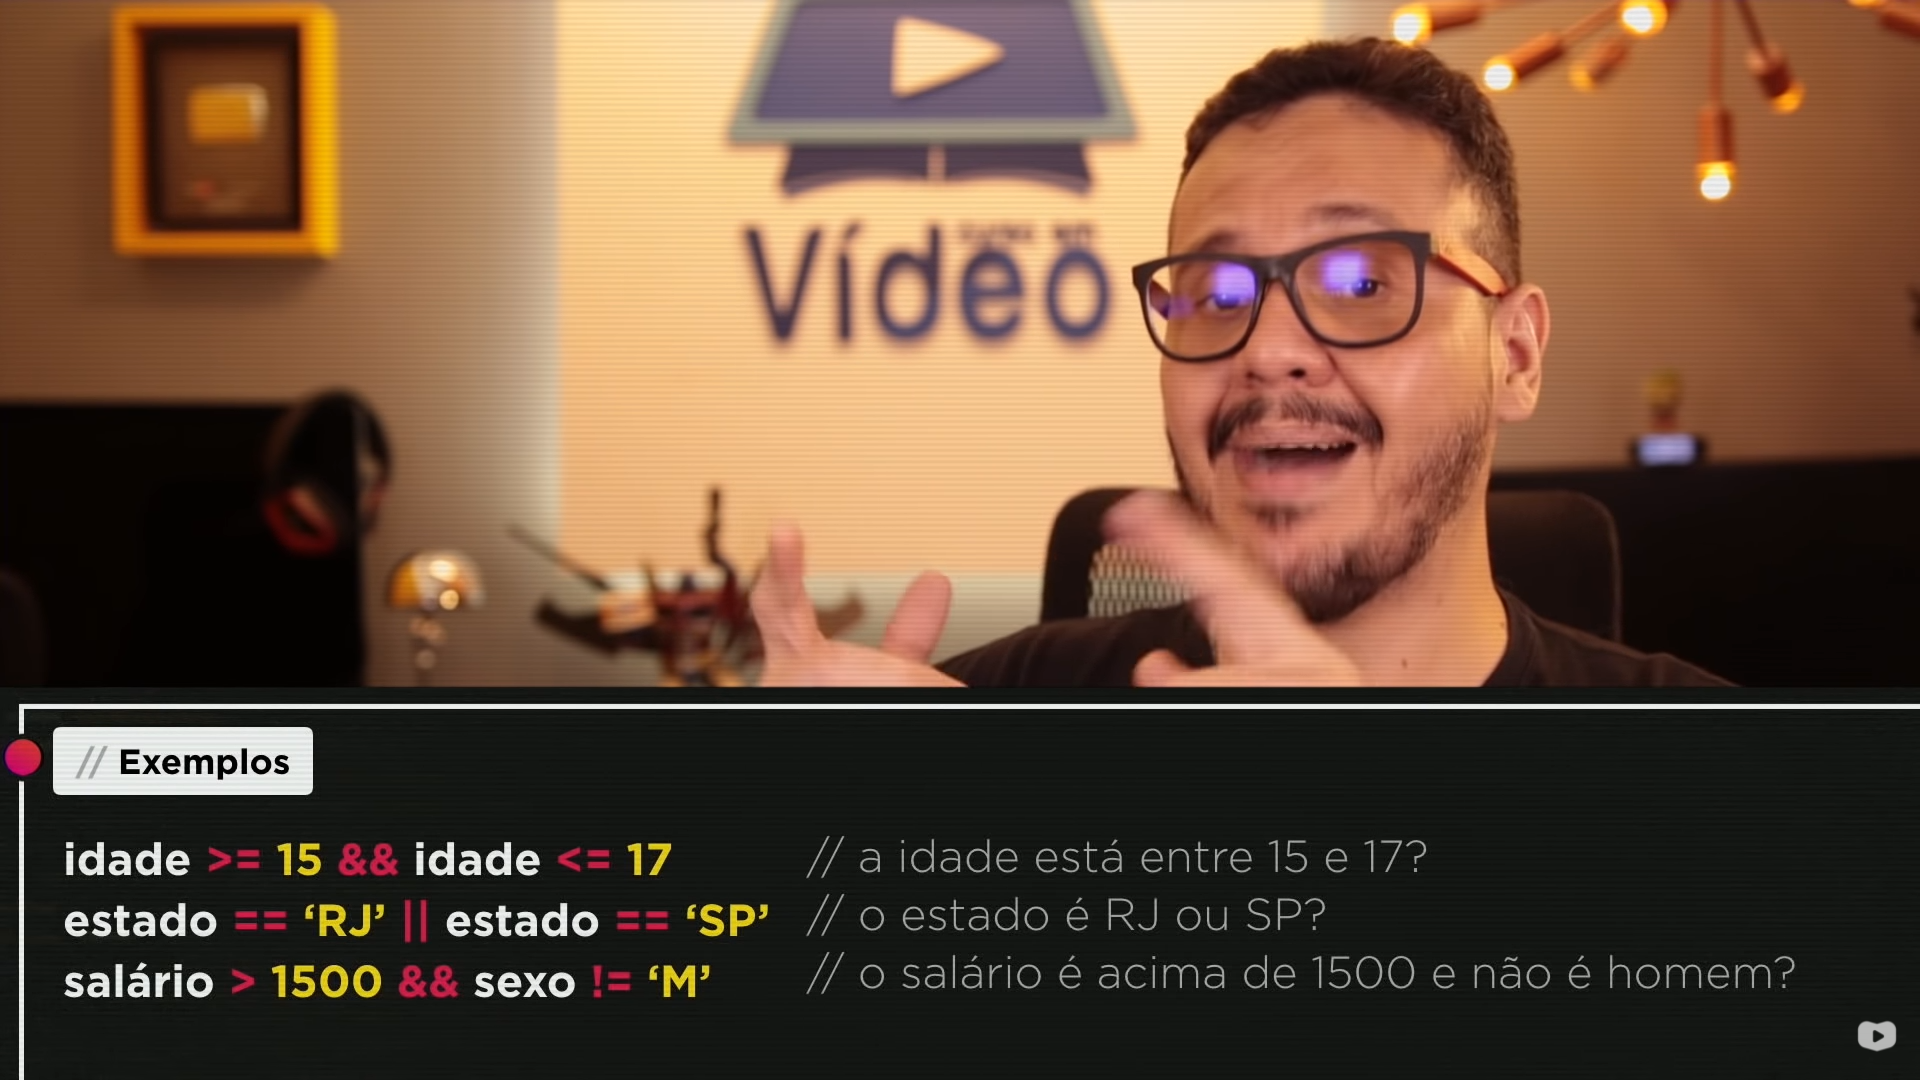 Vídeo
// Exemplos
idade >= 15 && idade <= 17 // a idade está entre 15 e 17?
estado == ‘RJ’ || estado == ‘SP’ // o estado é RJ ou SP?
salário > 1500 && sexo != ‘M’ // o salário é acima de 1500 e não é homem?